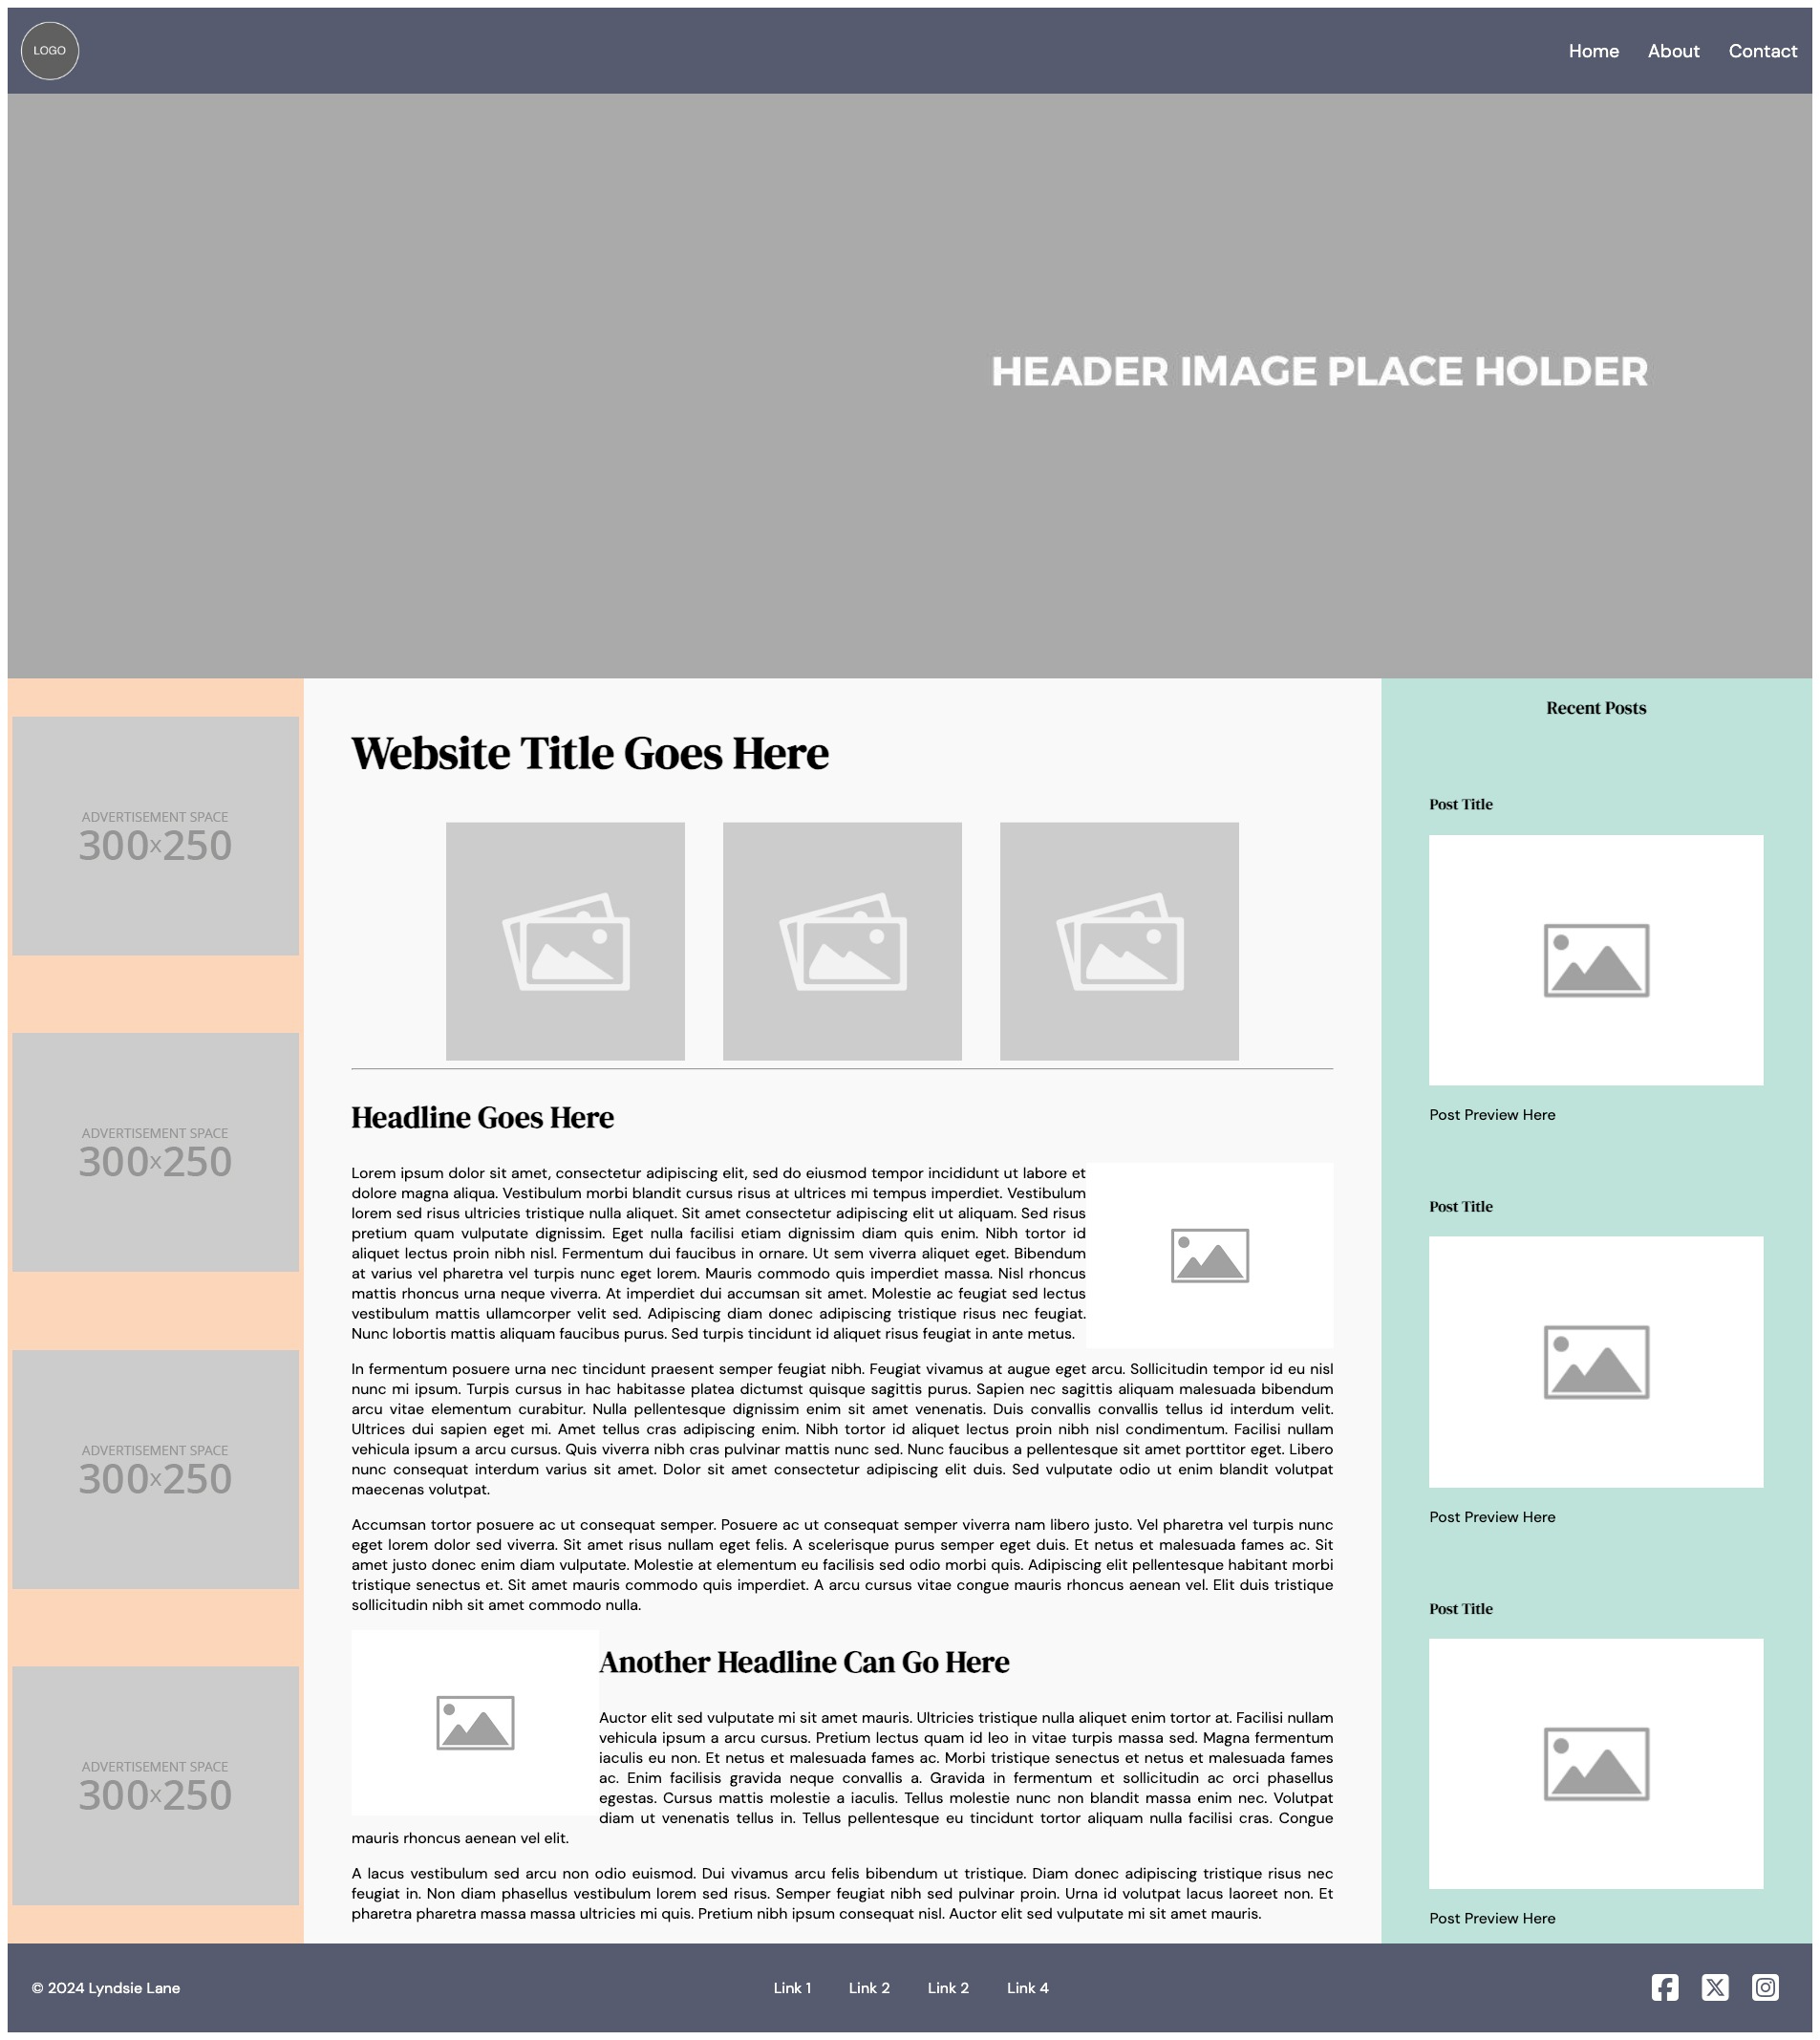 LOGO
Home About Contact
HEADER IMAGE PLACE HOLDER
ADVERTISEMENT SPACE
300x250
ADVERTISEMENT SPACE
300x250
ADVERTISEMENT SPACE
300x250
ADVERTISEMENT SPACE
300x250
Website Title Goes Here
Headline Goes Here
Lorem ipsum dolor sit amet, consectetur adipiscing elit, sed do eiusmod tempor incididunt ut labore et
dolore magna aliqua. Vestibulum morbi blandit cursus risus at ultrices mi tempus imperdiet. Vestibulum
lorem sed risus ultricies tristique nulla aliquet. Sit amet consectetur adipiscing elit ut aliquam. Sed risus
pretium quam vulputate dignissim. Eget nulla facilisi etiam dignissim diam quis enim. Nibh tortor id
aliquet lectus proin nibh nisl. Fermentum dui faucibus in ornare. Ut sem viverra aliquet eget. Bibendum
at varius vel pharetra vel turpis nunc eget lorem. Mauris commodo quis imperdiet massa. Nisl rhoncus
mattis rhoncus urna neque viverra. At imperdiet dui accumsan sit amet. Molestie ac feugiat sed lectus
vestibulum mattis ullamcorper velit sed. Adipiscing diam donec adipiscing tristique risus nec feugiat.
Nunc lobortis mattis aliquam faucibus purus. Sed turpis tincidunt id aliquet risus feugiat in ante metus.
In fermentum posuere urna nec tincidunt praesent semper feugiat nibh. Feugiat vivamus at augue eget arcu. Sollicitudin tempor id eu nisl
nunc mi ipsum. Turpis cursus in hac habitasse platea dictumst quisque sagittis purus. Sapien nec sagittis aliquam malesuada bibendum
arcu vitae elementum curabitur. Nulla pellentesque dignissim enim sit amet venenatis. Duis convallis convallis tellus id interdum velit.
Ultrices dui sapien eget mi. Amet tellus cras adipiscing enim. Nibh tortor id aliquet lectus proin nibh nisl condimentum. Facilisi nullam
vehicula ipsum a arcu cursus. Quis viverra nibh cras pulvinar mattis nunc sed. Nunc faucibus a pellentesque sit amet porttitor eget. Libero
nunc consequat interdum varius sit amet. Dolor sit amet consectetur adipiscing elit duis. Sed vulputate odio ut enim blandit volutpat
maecenas volutpat.
Accumsan tortor posuere ac ut consequat semper. Posuere ac ut consequat semper viverra nam libero justo. Vel pharetra vel turpis nunc
eget lorem dolor sed viverra. Sit amet risus nullam eget felis. A scelerisque purus semper eget duis. Et netus et malesuada fames ac. Sit
amet justo donec enim diam vulputate. Molestie at elementum eu facilisis sed odio morbi quis. Adipiscing elit pellentesque habitant morbi
tristique senectus et. Sit amet mauris commodo quis imperdiet. A arcu cursus vitae congue mauris rhoncus aenean vel. Elit duis tristique
sollicitudin nibh sit amet commodo nulla.
Another Headline Can Go Here
Auctor elit sed vulputate mi sit amet mauris. Ultricies tristique nulla aliquet enim tortor at. Facilisi nullam
vehicula ipsum a arcu cursus. Pretium lectus quam id leo in vitae turpis massa sed. Magna fermentum
iaculis eu non. Et netus et malesuada fames ac. Morbi tristique senectus et netus et malesuada fames
ac. Enim facilisis gravida neque convallis a. Gravida in fermentum et sollicitudin ac orci phasellus
egestas. Cursus mattis molestie a iaculis. Tellus molestie nunc non blandit massa enim nec. Volutpat
diam ut venenatis tellus in. Tellus pellentesque eu tincidunt tortor aliquam nulla facilisi cras. Congue
mauris rhoncus aenean vel elit.
A lacus vestibulum sed arcu non odio euismod. Dui vivamus arcu felis bibendum ut tristique. Diam donec adipiscing tristique risus nec
feugiat in. Non diam phasellus vestibulum lorem sed risus. Semper feugiat nibh sed pulvinar proin. Urna id volutpat lacus laoreet non. Et
pharetra pharetra massa massa ultricies mi quis. Pretium nibh ipsum consequat nisl. Auctor elit sed vulputate mi sit amet mauris.
Recent Posts
Post Title
Post Preview Here
Post Title
Post Preview Here
Post Title
Post Preview Here
© 2024 Lyndsie Lane
Link 1 Link 2 Link 2 Link 4